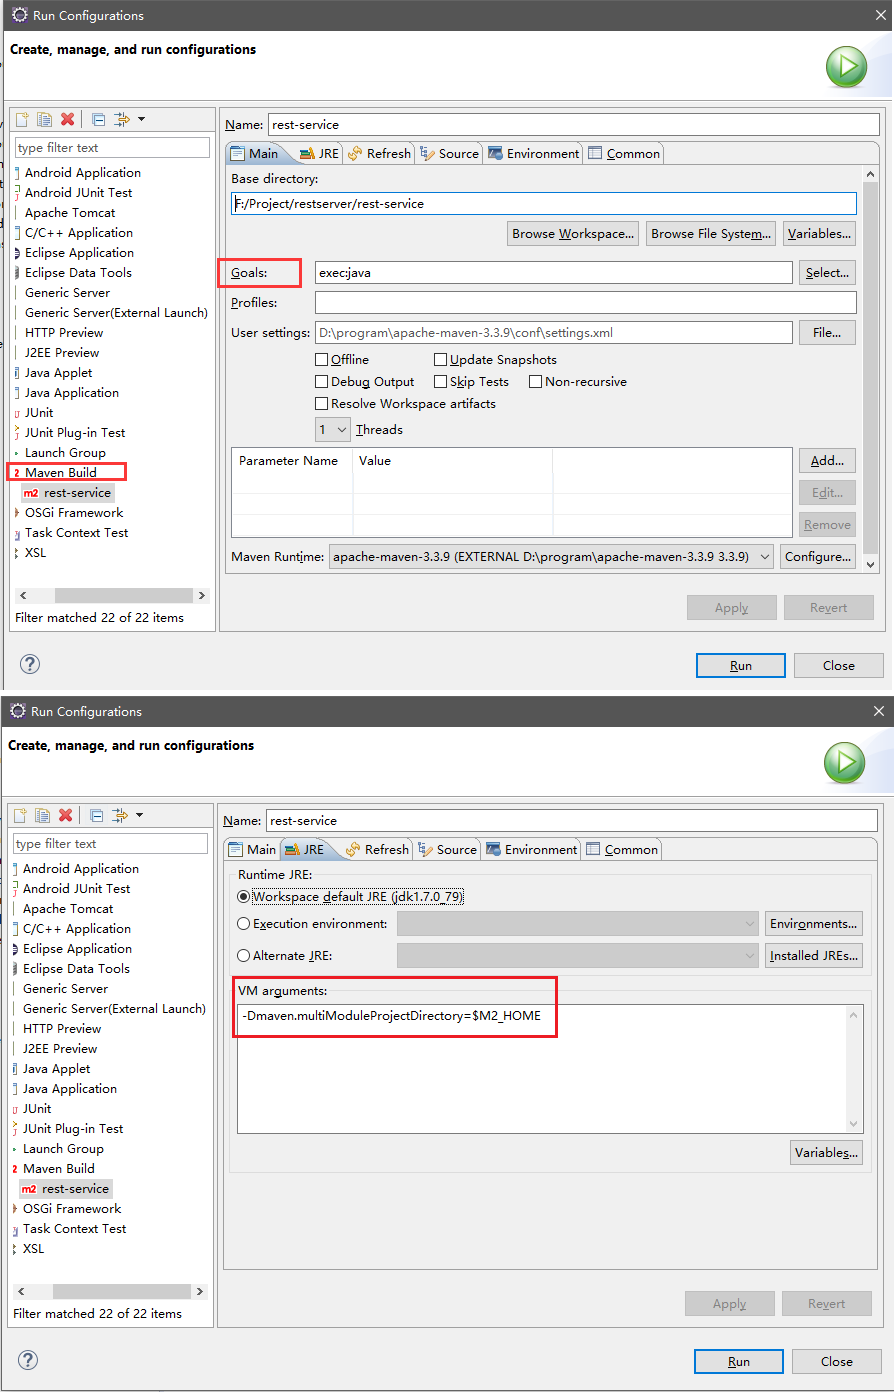 Run Configurations
Create, manage, and run configurations
type filter text
Android Application
Android JUnit Test
Apache Tomcat
C/C++ Application
Eclipse Application
Eclipse Data Tools
Generic Server
Generic Server(External Launch)
HTTP Preview
J2EE Preview
Java Applet
Java Application
JUnit
JUnit Plug-in Test
Launch Group
Maven Build
m2 rest-service
OSGi Framework
Task Context Test
XSL
Filter matched 22 of 22 items
Name: rest-service
Main JRE Refresh Source Environment Common
Base directory:
F:/Project/restserver/rest-service
Browse Workspace... Browse File System... Variables...
Goals: exec:java Select...
Profiles:
User settings: D:\program\apache-maven-3.3.9\conf\settings.xml File...
Offline Update Snapshots
Debug Output Skip Tests Non-recursive
Resolve Workspace artifacts
1 Threads
Parameter Name Value Add...
Edit...
Remove
Maven Runtime: apache-maven-3.3.9 (EXTERNAL D:\program\apache-maven-3.3.9 3.3.9) Configure...
Apply Revert
Run Close
Run Configurations
Create, manage, and run configurations
type filter text
Android Application
Android JUnit Test
Apache Tomcat
C/C++ Application
Eclipse Application
Eclipse Data Tools
Generic Server
Generic Server(External Launch)
HTTP Preview
J2EE Preview
Java Applet
Java Application
JUnit
JUnit Plug-in Test
Launch Group
Maven Build
m2 rest-service
OSGi Framework
Task Context Test
XSL
Filter matched 22 of 22 items
Name: rest-service
Main JRE Refresh Source Environment Common
Runtime JRE:
Workspace default JRE (jdk1.7.0_79)
Execution environment: Environments...
Alternate JRE: Installed JREs...
VM arguments:
-Dmaven.multiModuleProjectDirectory=$M2_HOME
Variables...
Apply Revert
Run Close